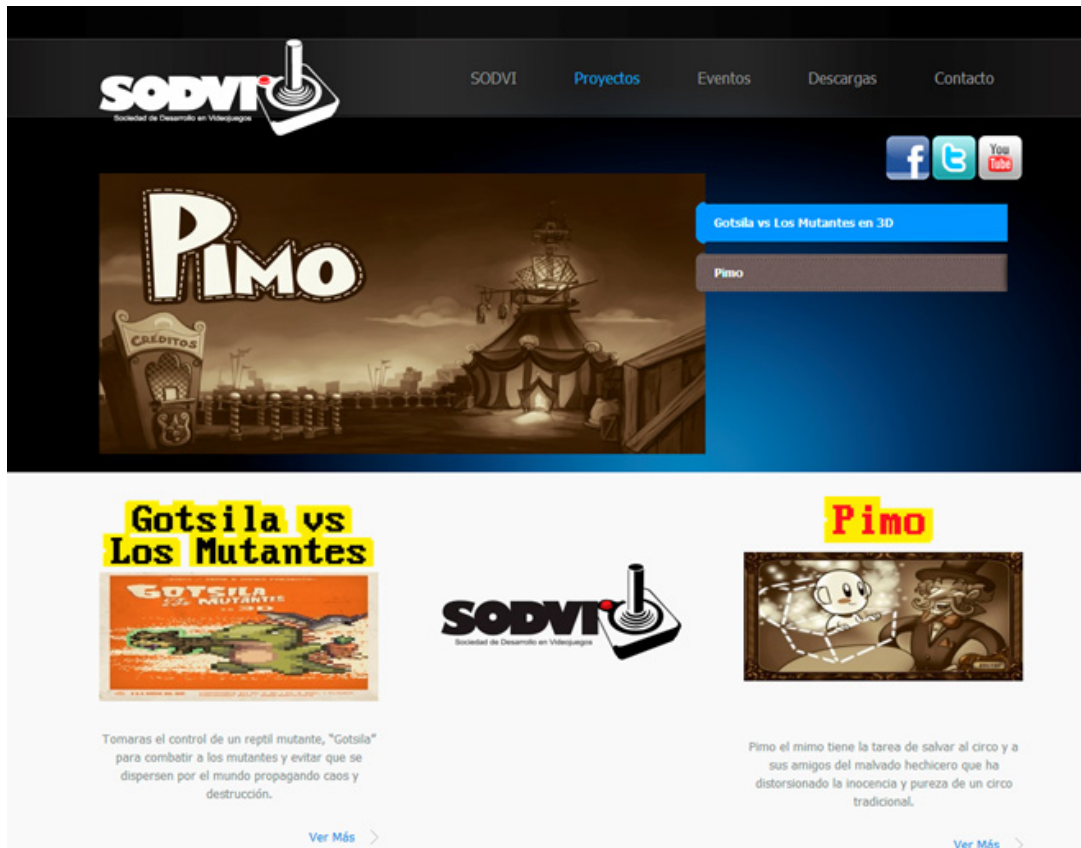 SODVI
Sociedad de Desarrollo en Videojuegos
SODVI Proyectos Eventos Descargas Contacto
You
Tube
PIMO
CREDITOS
Gotsila vs Los Mutantes en 3D
Pimo
Gotsila vs
Los Mutantes
GOTSILA
MUTANTES
3D
Tomaras el control de un reptil mutante, "Gotsila"
para combatir a los mutantes y evitar que se
dispersen por el mundo propagando caos y
destrucción.
Ver Más
SODVI
Sociedad de Desarrollo en Videojuegos
Pimo
Pimo el mimo tiene la tarea de salvar al circo y a
sus amigos del malvado hechicero que ha
distorsionado la inocencia y pureza de un circo
tradicional.
Ver Más